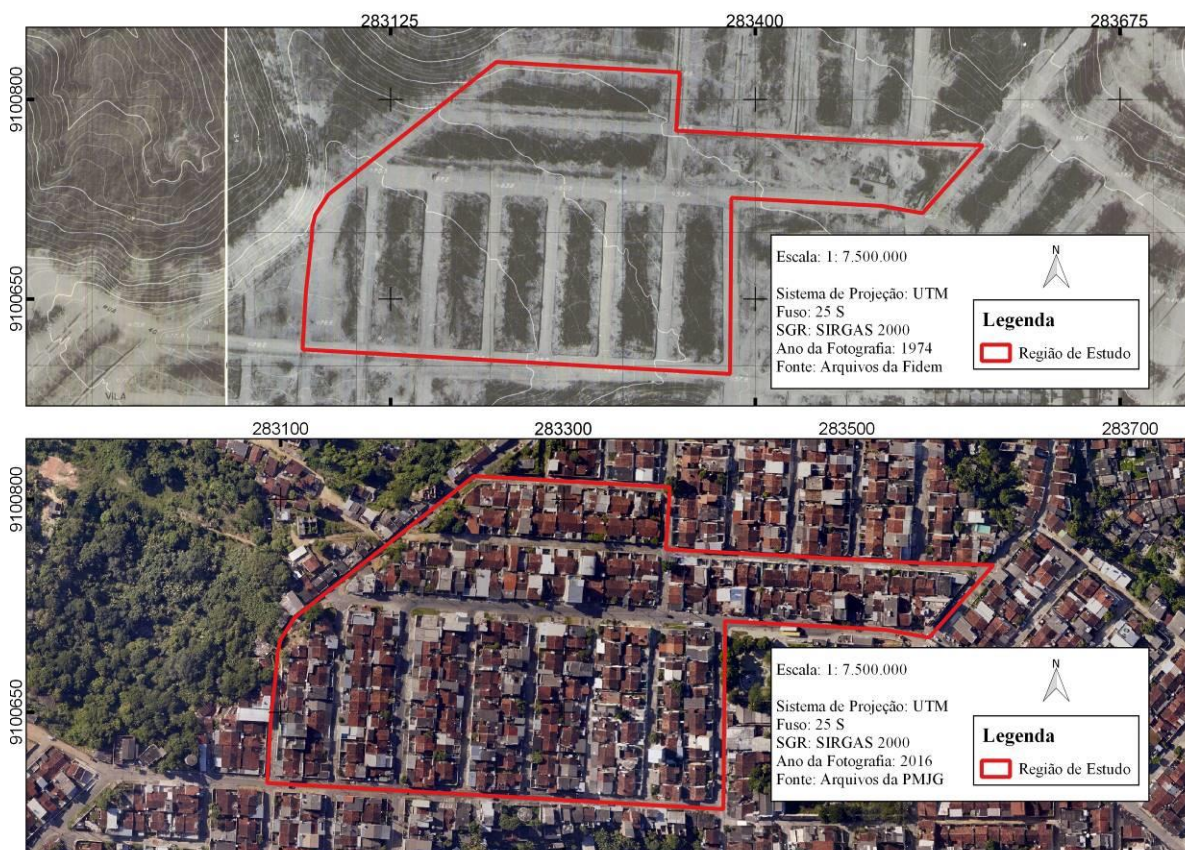 283125 283400 283675
9100800
9100650
VILA
Escala: 1: 7.500.000
Sistema de Projeção: UTM
Fuso: 25 S
SGR: SIRGAS 2000
Ano da Fotografia: 1974
Fonte: Arquivos da Fidem
N
Legenda
Região de Estudo
283100 283300 283500 283700
9100800
9100650
Escala: 1: 7.500.000
Sistema de Projeção: UTM
Fuso: 25 S
SGR: SIRGAS 2000
Ano da Fotografia: 2016
Fonte: Arquivos da PMJG
N
Legenda
Região de Estudo